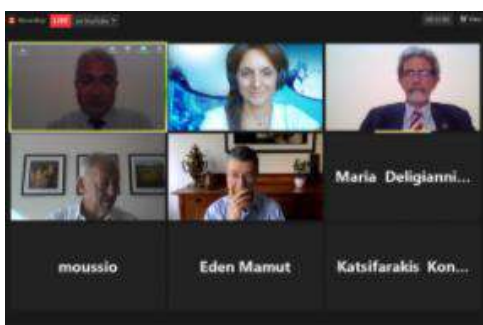 LIVE
Maria Deligianni...
moussio
Eden Mamut
Katsifarakis Kon...